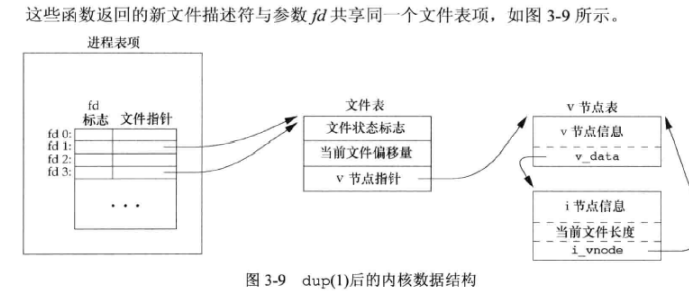 这些函数返回的新文件描述符与参数 fd 共享同一个文件表项，如图 3-9 所示。
进程表项
fd
标志 文件指针
fd 0:
fd 1:
fd 2:
fd 3:
...
文件表
文件状态标志
当前文件偏移量
v 节点指针
v 节点表
v 节点信息
v_data
i 节点信息
当前文件长度
i_vnode
图 3-9 dup(1)后的内核数据结构